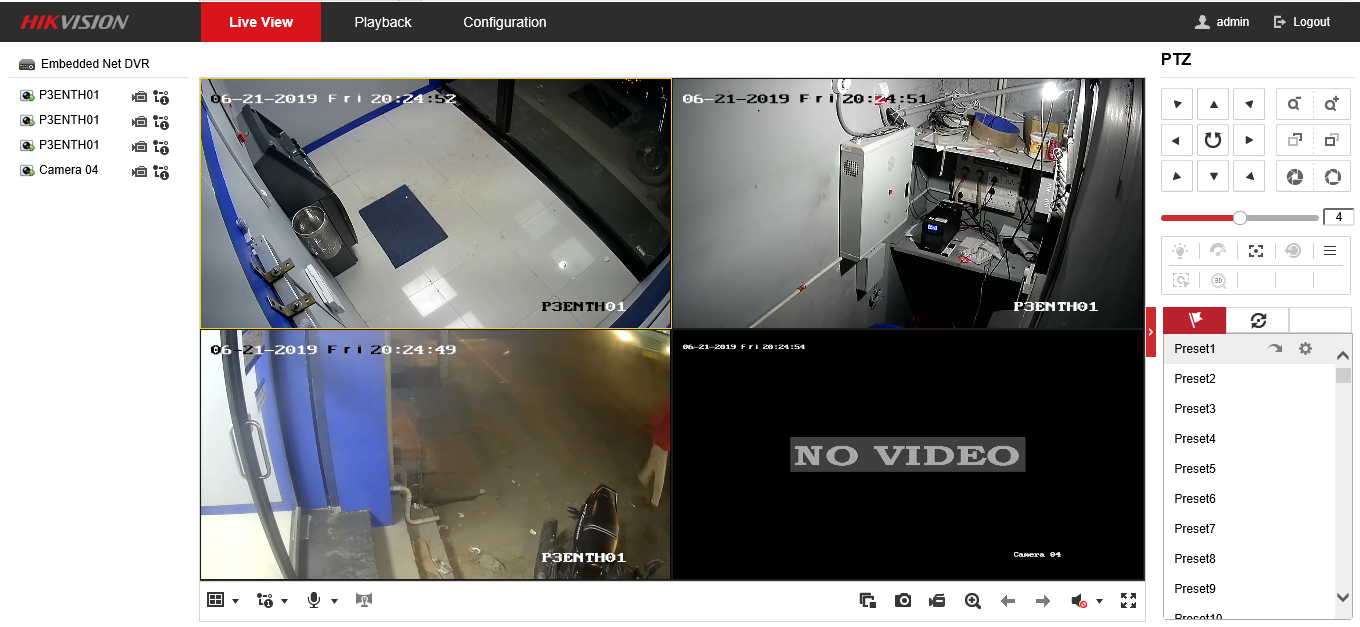 HIKVISION
Live View
Playback
Configuration
admin
Logout
Embedded Net DVR
P3ENTH01
P3ENTH01
P3ENTH01
Camera 04
06-21-2019 Fri 20:24:52
P3ENTH01
06-21-2019 Fri 20:24:51
P3ENTH01
06-21-2019 Fri 20:24:49
P3ENTH01
06-21-2019 Fri 20:24:54
NO VIDEO
Camera 04
PTZ
4
3D
Preset1
Preset2
Preset3
Preset4
Preset5
Preset6
Preset7
Preset8
Preset9
Preset10